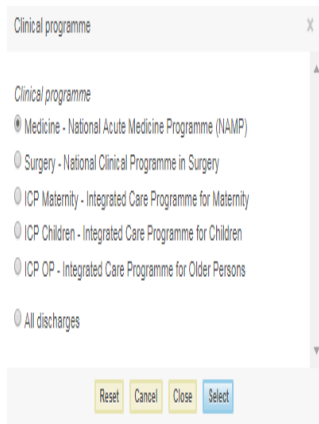 Clinical programme X
Clinical programme
Medicine - National Acute Medicine Programme (NAMP)
Surgery - National Clinical Programme in Surgery
ICP Maternity - Integrated Care Programme for Maternity
ICP Children - Integrated Care Programme for Children
ICP OP - Integrated Care Programme for Older Persons
All discharges
Reset Cancel Close Select